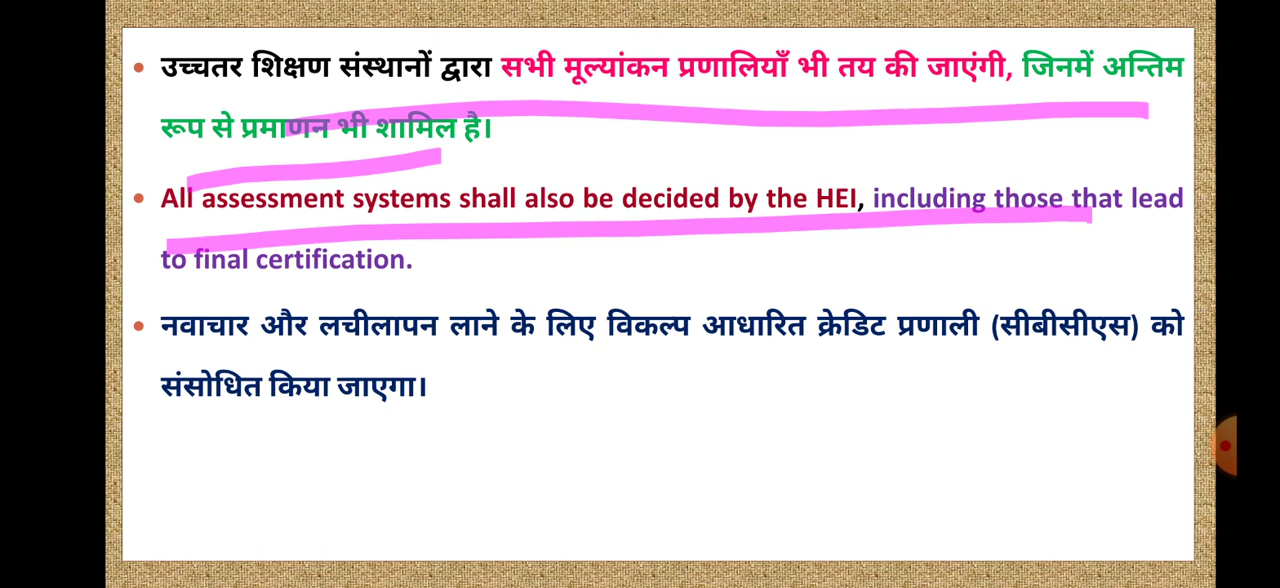 • उच्चतर शिक्षण संस्थानों द्वारा सभी मूल्यांकन प्रणालियाँ भी तय की जाएंगी, जिनमें अन्तिम
रूप से प्रमाणन भी शामिल है।
• All assessment systems shall also be decided by the HEI, including those that lead
to final certification.
• नवाचार और लचीलापन लाने के लिए विकल्प आधारित क्रेडिट प्रणाली (सीबीसीएस) को
संसोधित किया जाएगा।